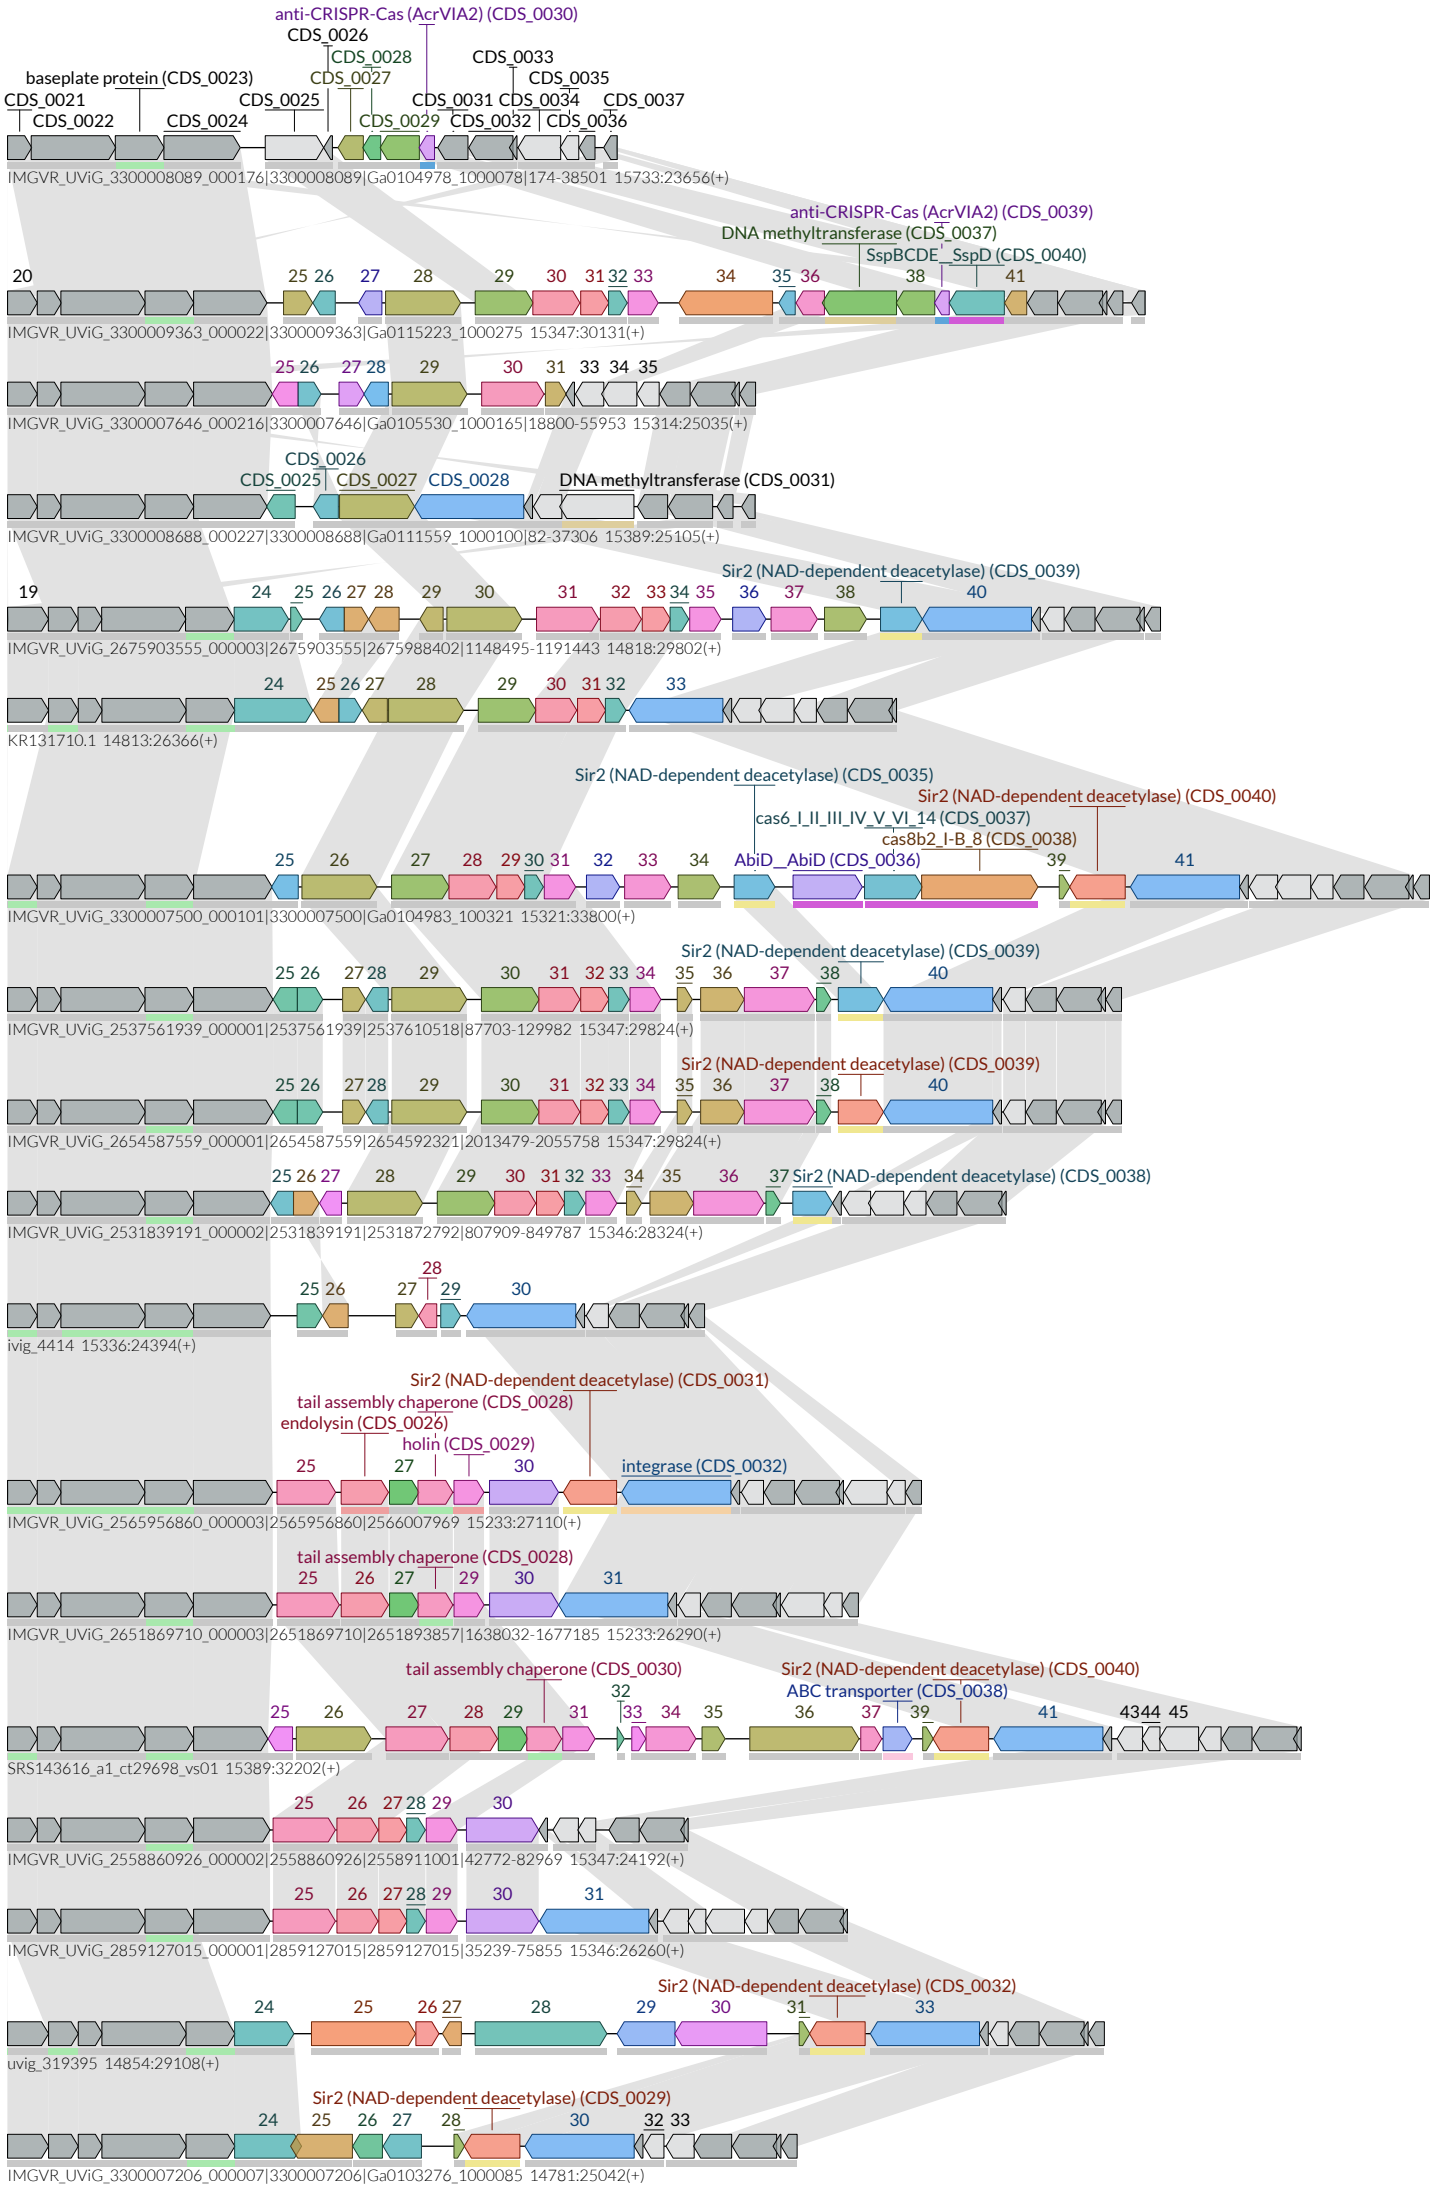 anti-CRISPR-Cas (AcrVIA2) (CDS_0030)
CDS_0026
CDS_0028 CDS_0033
baseplate protein (CDS_0023) CDS_0027 CDS_0035
CDS_0021 CDS_0025 CDS_0031 CDS_0034 CDS_0037
CDS_0022 CDS_0024 CDS_0029 CDS_0032 CDS_0036
IMGVR_UViG_3300008089_000176|3300008089|Ga0104978_1000078|174-38501 15733:23656(+)
anti-CRISPR-Cas (AcrVIA2) (CDS_0039)
DNA methyltransferase (CDS_0037)
SspBCDE__SspD (CDS_0040)
20 25 26 27 28 29 30 31 32 33 34 35 36 38 41
IMGVR_UViG_3300009363_000022|3300009363|Ga0115223_1000275 15347:30131(+)
25 26 27 28 29 30 31 33 34 35
IMGVR_UViG_3300007646_000216|3300007646|Ga0105530_1000165|18800-55953 15314:25035(+)
CDS_0026
CDS_0025 CDS_0027 CDS_0028 DNA methyltransferase (CDS_0031)
IMGVR_UViG_3300008688_000227|3300008688|Ga0111559_1000100|82-37306 15389:25105(+)
Sir2 (NAD-dependent deacetylase) (CDS_0039)
19 24 25 26 27 28 29 30 31 32 33 34 35 36 37 38 40
IMGVR_UViG_2675903555_000003|2675903555|2675988402|1148495-1191443 14818:29802(+)
24 25 26 27 28 29 30 31 32 33
KR131710.1 14813:26366(+)
Sir2 (NAD-dependent deacetylase) (CDS_0035)
Sir2 (NAD-dependent deacetylase) (CDS_0040)
cas6_I_II_III_IV_V_VI_14 (CDS_0037)
cas8b2_I-B_8 (CDS_0038)
25 26 27 28 29 30 31 32 33 34 AbiD__AbiD (CDS_0036) 39 41
IMGVR_UViG_3300007500_000101|3300007500|Ga0104983_100321 15321:33800(+)
Sir2 (NAD-dependent deacetylase) (CDS_0039)
25 26 27 28 29 30 31 32 33 34 35 36 37 38 40
IMGVR_UViG_2537561939_000001|2537561939|2537610518|87703-129982 15347:29824(+)
Sir2 (NAD-dependent deacetylase) (CDS_0039)
25 26 27 28 29 30 31 32 33 34 35 36 37 38 40
IMGVR_UViG_2654587559_000001|2654587559|2654592321|2013479-2055758 15347:29824(+)
25 26 27 28 29 30 31 32 33 34 35 36 37 Sir2 (NAD-dependent deacetylase) (CDS_0038)
IMGVR_UViG_2531839191_000002|2531839191|2531872792|807909-849787 15346:28324(+)
28
25 26 27 29 30
ivig_4414 15336:24394(+)
Sir2 (NAD-dependent deacetylase) (CDS_0031)
tail assembly chaperone (CDS_0028)
endolysin (CDS_0026)
holin (CDS_0029)
25 27 30 integrase (CDS_0032)
IMGVR_UViG_2565956860_000003|2565956860|2566007969 15233:27110(+)
tail assembly chaperone (CDS_0028)
25 26 27 29 30 31
IMGVR_UViG_2651869710_000003|2651869710|2651893857|1638032-1677185 15233:26290(+)
tail assembly chaperone (CDS_0030) Sir2 (NAD-dependent deacetylase) (CDS_0040)
32 ABC transporter (CDS_0038)
25 26 27 28 29 31 33 34 35 36 37 39 41 43 44 45
SRS143616_a1_ct29698_vs01 15389:32202(+)
25 26 27 28 29 30
IMGVR_UViG_2558860926_000002|2558860926|2558911001|42772-82969 15347:24192(+)
25 26 27 28 29 30 31
IMGVR_UViG_2859127015_000001|2859127015|2859127015|35239-75855 15346:26260(+)
Sir2 (NAD-dependent deacetylase) (CDS_0032)
24 25 26 27 28 29 30 31 33
uvig_319395 14854:29108(+)
Sir2 (NAD-dependent deacetylase) (CDS_0029)
24 25 26 27 28 30 32 33
IMGVR_UViG_3300007206_000007|3300007206|Ga0103276_1000085 14781:25042(+)